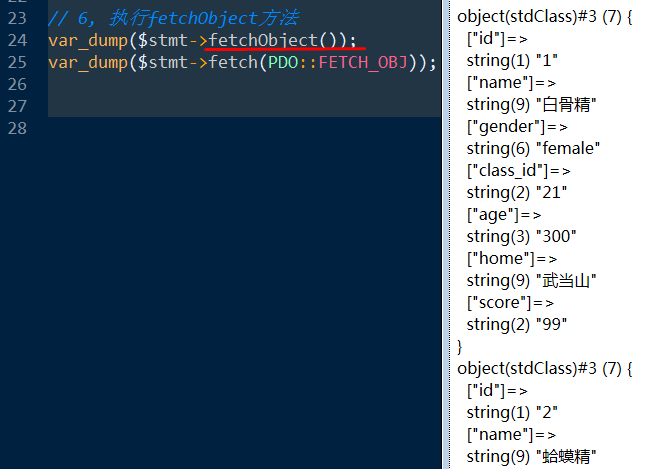 23 // 6, 执行fetchObject方法
24 var_dump($stmt->fetchObject());
25 var_dump($stmt->fetch(PDO::FETCH_OBJ));
26
27
28
object(stdClass)#3 (7) {
["id"]=>
string(1) "1"
["name"]=>
string(9) "白骨精"
["gender"]=>
string(6) "female"
["class_id"]=>
string(2) "21"
["age"]=>
string(3) "300"
["home"]=>
string(9) "武当山"
["score"]=>
string(2) "99"
}
object(stdClass)#3 (7) {
["id"]=>
string(1) "2"
["name"]=>
string(9) "蛤蟆精"